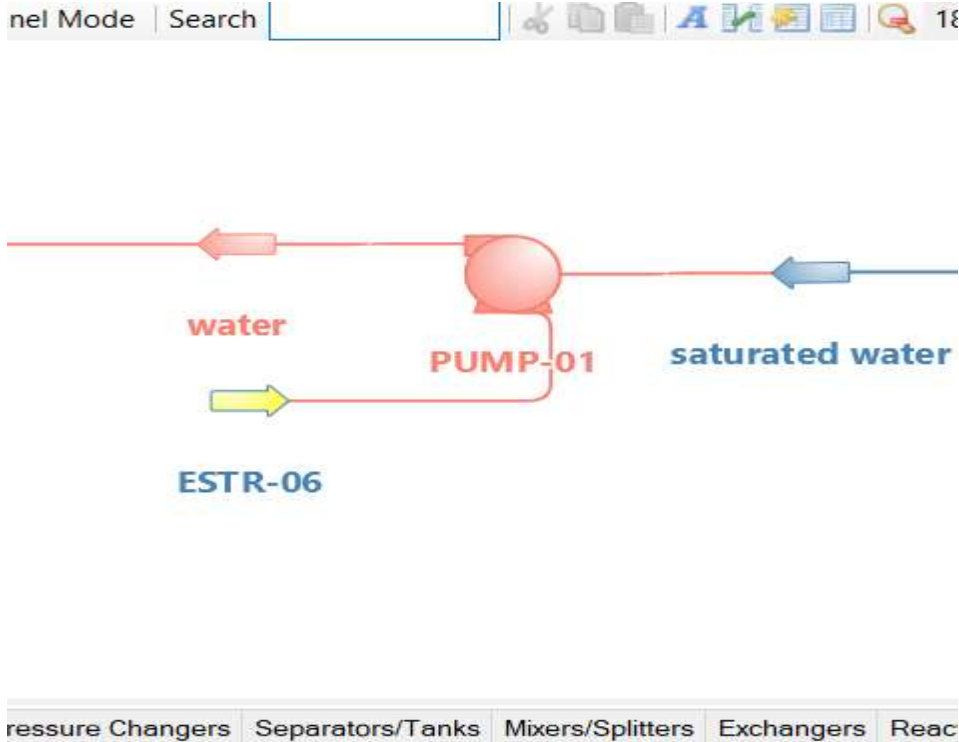 nel Mode Search A 18
water
PUMP-01
saturated water
ESTR-06
ressure Changers Separators/Tanks Mixers/Splitters Exchangers Reac